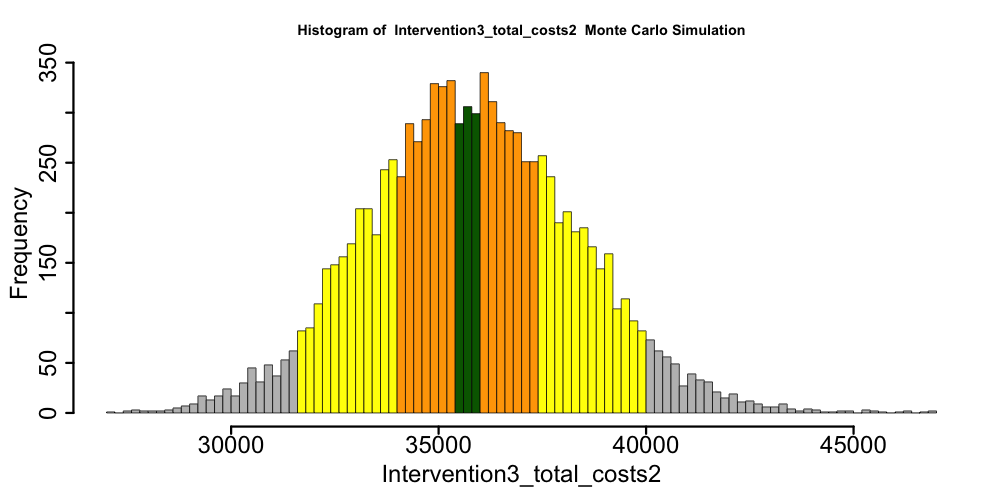 Histogram of  Intervention3_total_costs2  Monte Carlo Simulation
350
250
150
50
0
Frequency
30000 35000 40000 45000
Intervention3_total_costs2